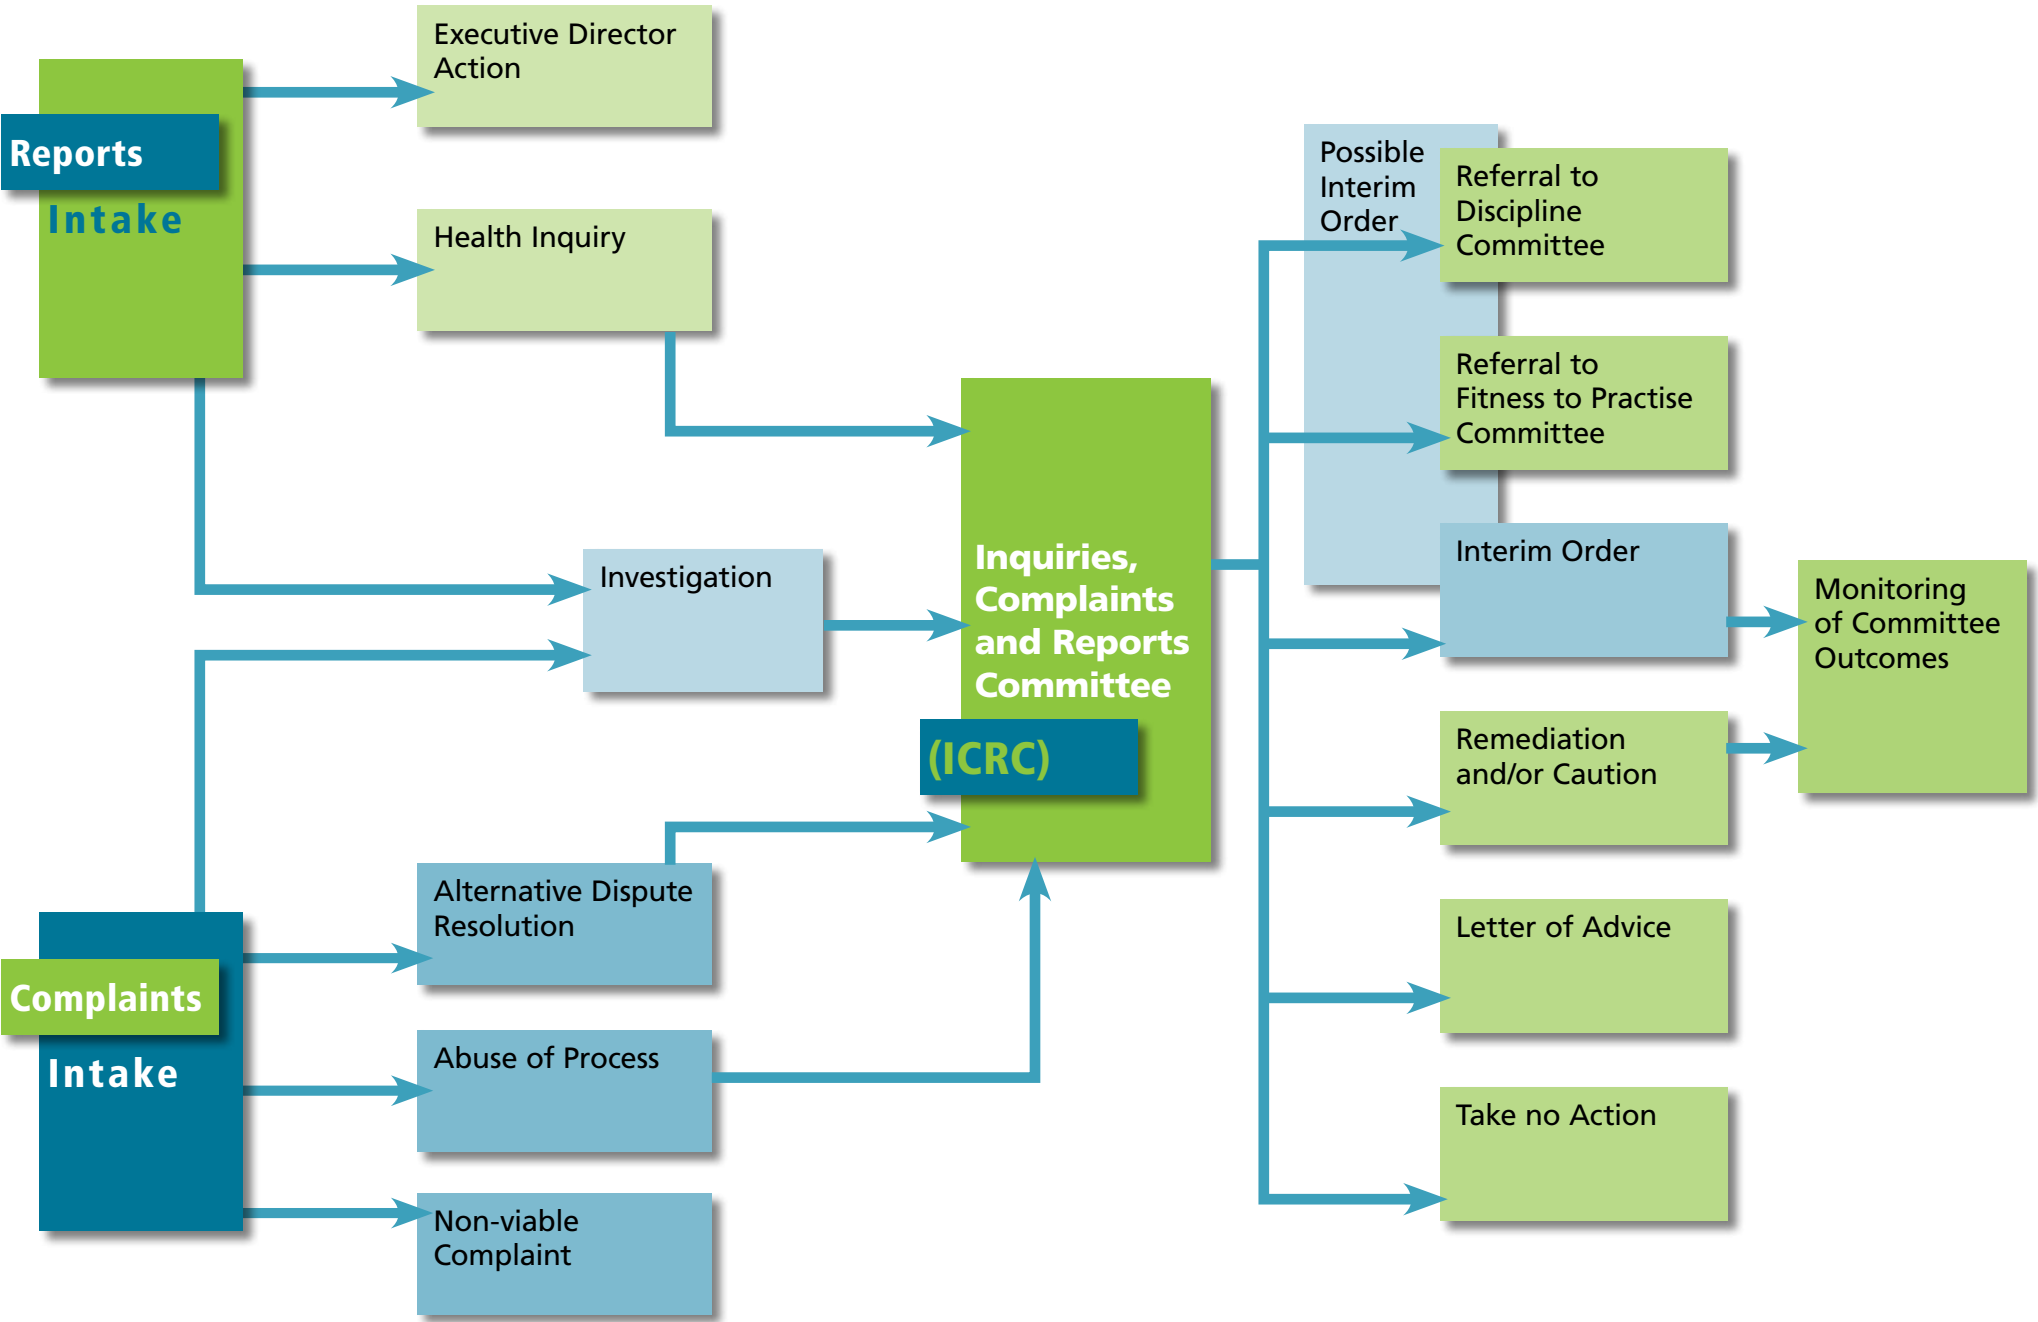 Executive Director
Action
Reports
Intake
Health Inquiry
Investigation
Complaints
Intake
Alternative Dispute
Resolution
Abuse of Process
Non-viable
Complaint
Inquiries,
Complaints
and Reports
Committee
(ICRC)
Possible
Interim
Order
Referral to
Discipline
Committee
Referral to
Fitness to Practise
Committee
Interim Order
Remediation
and/or Caution
Letter of Advice
Take no Action
Monitoring
of Committee
Outcomes